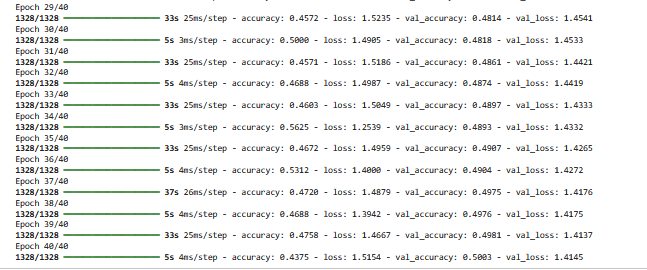 Epoch 29/40
1328/1328 ━━━━━━━━━━━━━━━━━━━━ 33s 25ms/step - accuracy: 0.4572 - loss: 1.5235 - val_accuracy: 0.4814 - val_loss: 1.4541
Epoch 30/40
1328/1328 ━━━━━━━━━━━━━━━━━━━━ 5s 3ms/step - accuracy: 0.5000 - loss: 1.4905 - val_accuracy: 0.4818 - val_loss: 1.4533
Epoch 31/40
1328/1328 ━━━━━━━━━━━━━━━━━━━━ 33s 25ms/step - accuracy: 0.4571 - loss: 1.5186 - val_accuracy: 0.4861 - val_loss: 1.4421
Epoch 32/40
1328/1328 ━━━━━━━━━━━━━━━━━━━━ 5s 4ms/step - accuracy: 0.4688 - loss: 1.4987 - val_accuracy: 0.4874 - val_loss: 1.4419
Epoch 33/40
1328/1328 ━━━━━━━━━━━━━━━━━━━━ 33s 25ms/step - accuracy: 0.4603 - loss: 1.5049 - val_accuracy: 0.4897 - val_loss: 1.4333
Epoch 34/40
1328/1328 ━━━━━━━━━━━━━━━━━━━━ 5s 3ms/step - accuracy: 0.5625 - loss: 1.2539 - val_accuracy: 0.4893 - val_loss: 1.4332
Epoch 35/40
1328/1328 ━━━━━━━━━━━━━━━━━━━━ 33s 25ms/step - accuracy: 0.4672 - loss: 1.4959 - val_accuracy: 0.4907 - val_loss: 1.4265
Epoch 36/40
1328/1328 ━━━━━━━━━━━━━━━━━━━━ 5s 4ms/step - accuracy: 0.5312 - loss: 1.4000 - val_accuracy: 0.4904 - val_loss: 1.4272
Epoch 37/40
1328/1328 ━━━━━━━━━━━━━━━━━━━━ 37s 26ms/step - accuracy: 0.4720 - loss: 1.4879 - val_accuracy: 0.4975 - val_loss: 1.4176
Epoch 38/40
1328/1328 ━━━━━━━━━━━━━━━━━━━━ 5s 4ms/step - accuracy: 0.4688 - loss: 1.3942 - val_accuracy: 0.4976 - val_loss: 1.4175
Epoch 39/40
1328/1328 ━━━━━━━━━━━━━━━━━━━━ 33s 25ms/step - accuracy: 0.4758 - loss: 1.4667 - val_accuracy: 0.4981 - val_loss: 1.4137
Epoch 40/40
1328/1328 ━━━━━━━━━━━━━━━━━━━━ 5s 4ms/step - accuracy: 0.4375 - loss: 1.5154 - val_accuracy: 0.5003 - val_loss: 1.4145